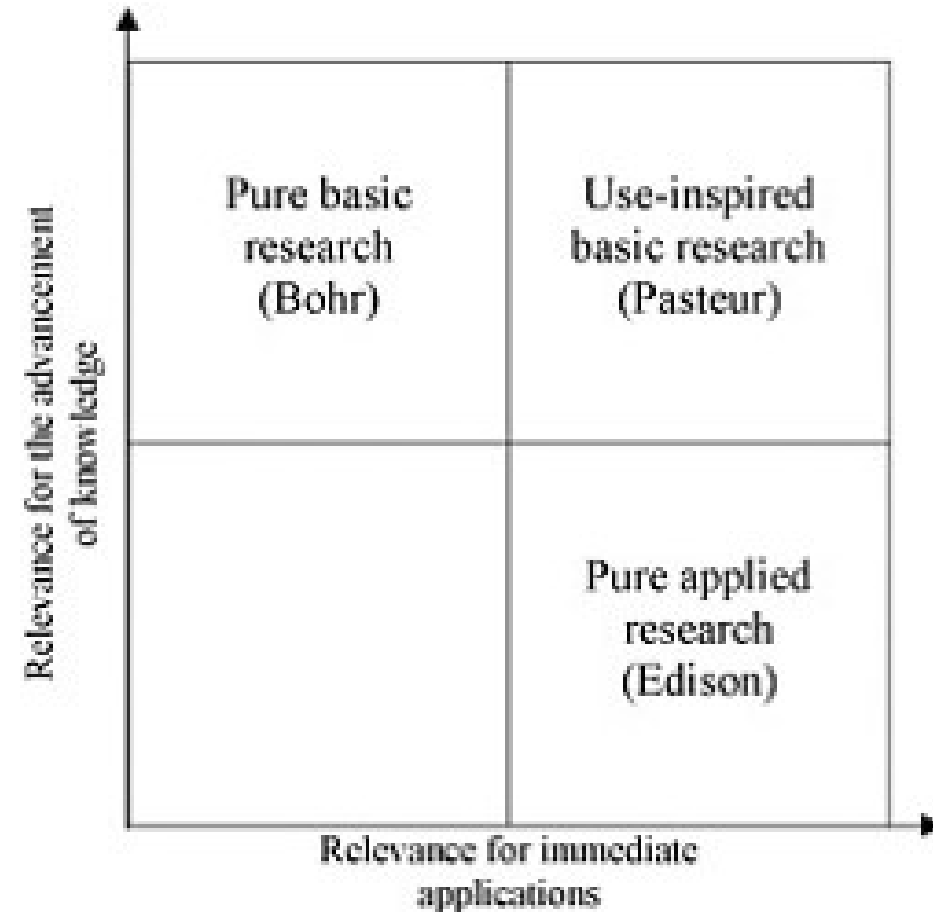 Relevance for the advancement
of knowledge
Pure basic
research
(Bohr)
Use-inspired
basic research
(Pasteur)
Pure applied
research
(Edison)
Relevance for immediate
applications